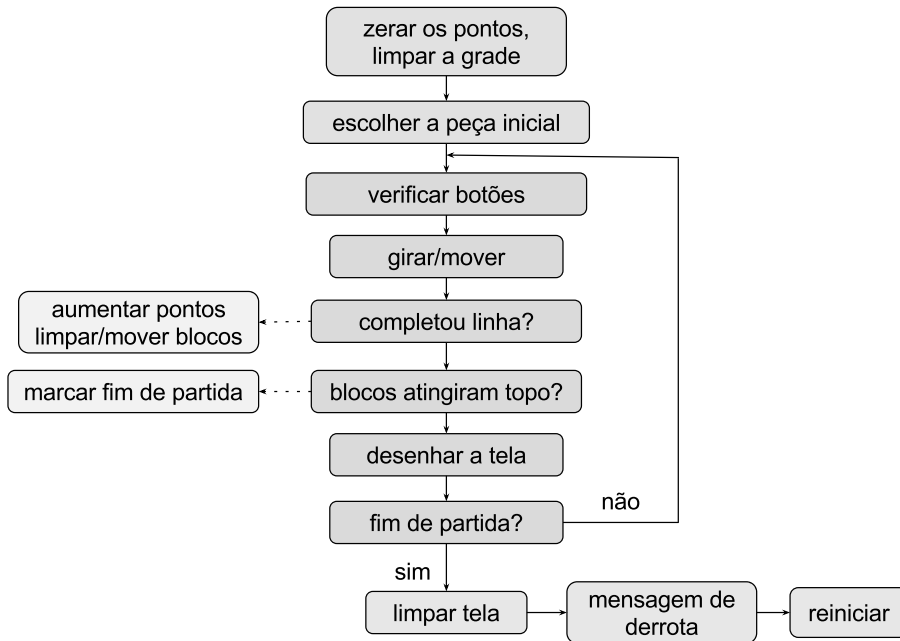 zerar os pontos,
limpar a grade
escolher a peça inicial
verificar botões
girar/mover
completou linha?
aumentar pontos
limpar/mover blocos
blocos atingiram topo?
marcar fim de partida
desenhar a tela
fim de partida?
não
sim
limpar tela
mensagem de
derrota
reiniciar